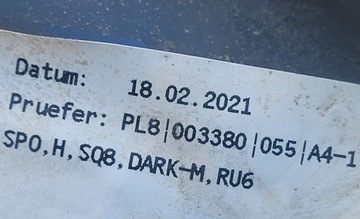 Datum: 18.02.2021
Pruefer: PL8|003380|055|A4-1
SPO,H,SQ8,DARK-M,RU6